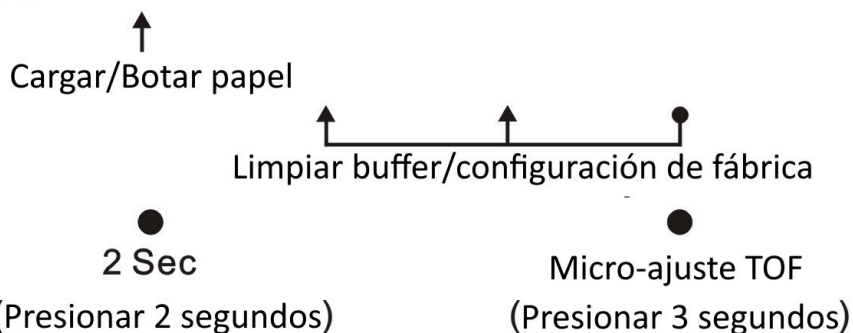 Cargar/Botar papel
Limpiar buffer/configuración de fábrica
2 Sec
Micro-ajuste TOF
(Presionar 2 segundos)
(Presionar 3 segundos)